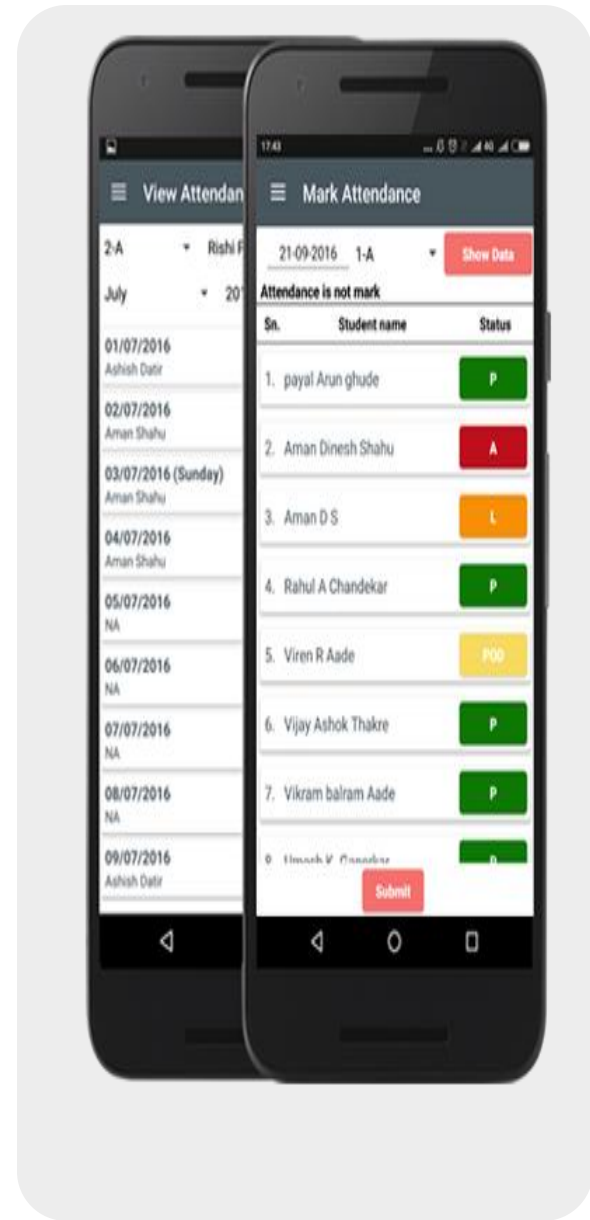 View Attendan
2-A Rishi F
July 201
01/07/2016
Ashish Datir
02/07/2016
Aman Shahu
03/07/2016 (Sunday)
Aman Shahu
04/07/2016
Aman Shahu
05/07/2016
NA
06/07/2016
NA
07/07/2016
NA
08/07/2016
NA
09/07/2016
Ashish Datir
17:43 4G
Mark Attendance
21-09-2016 1-A Show Data
Attendance is not mark
Sn. Student name Status
1. payal Arun ghude P
2. Aman Dinesh Shahu A
3. Aman D S L
4. Rahul A Chandekar P
5. Viren R Aade POD
6. Vijay Ashok Thakre P
7. Vikram balram Aade P
8. Umesh K. P
Submit